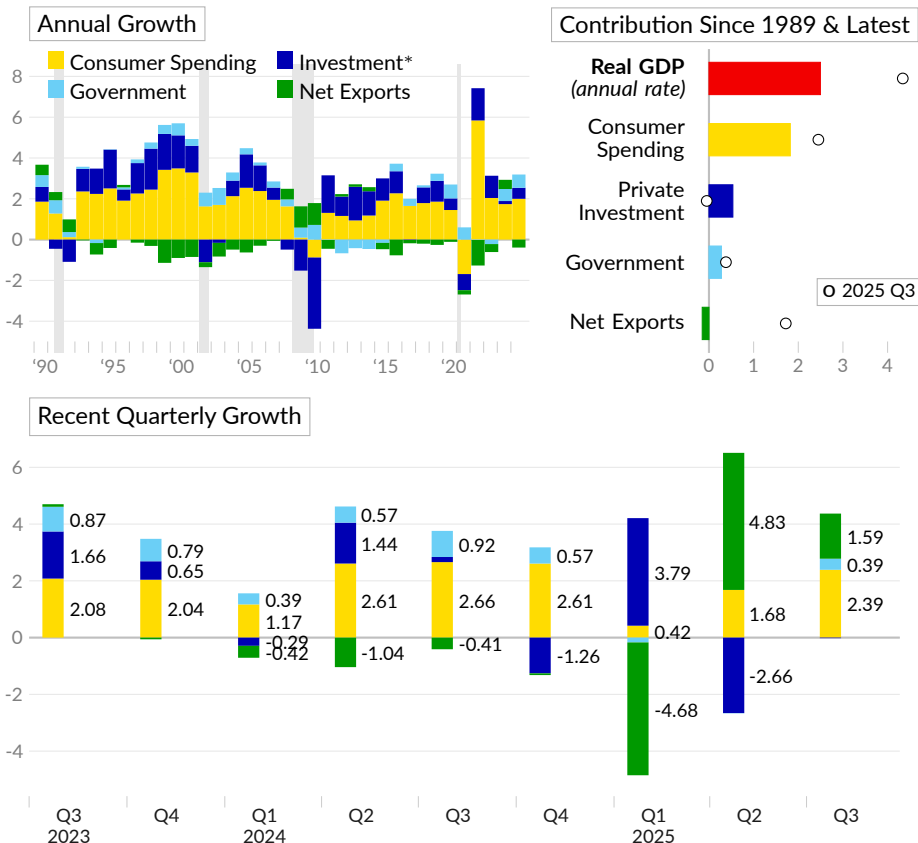 Annual Growth
Consumer Spending
Investment*
Government
Net Exports
8
6
4
2
0
-2
-4
‘90
‘95
‘00
‘05
‘10
‘15
‘20
Contribution Since 1989 & Latest
Real GDP
(annual rate)
Consumer
Spending
Private
Investment
Government
Net Exports
2025 Q3
0
1
2
3
4
Recent Quarterly Growth
6
4
2
0
-2
-4
0.87
1.66
2.08
0.79
0.65
2.04
0.39
1.17
-0.29
-0.42
0.57
1.44
2.61
-1.04
0.92
2.66
-0.41
0.57
2.61
-1.26
3.79
0.42
-4.68
4.83
1.68
-2.66
1.59
0.39
2.39
Q3
2023
Q4
Q1
2024
Q2
Q3
Q4
Q1
2025
Q2
Q3